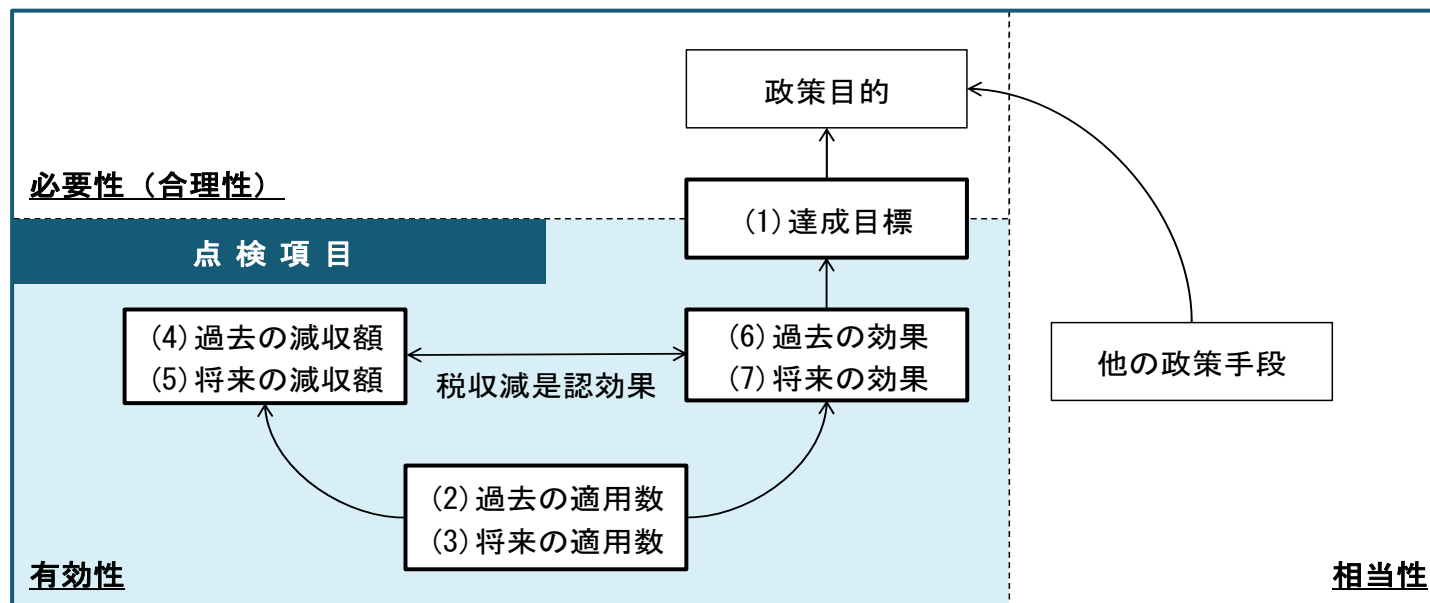 政策目的
必要性（合理性）
(1)達成目標
点検項目
(4)過去の減収額
(5)将来の減収額
税収減是認効果
(6)過去の効果
(7)将来の効果
他の政策手段
(2)過去の適用数
(3)将来の適用数
有効性
相当性